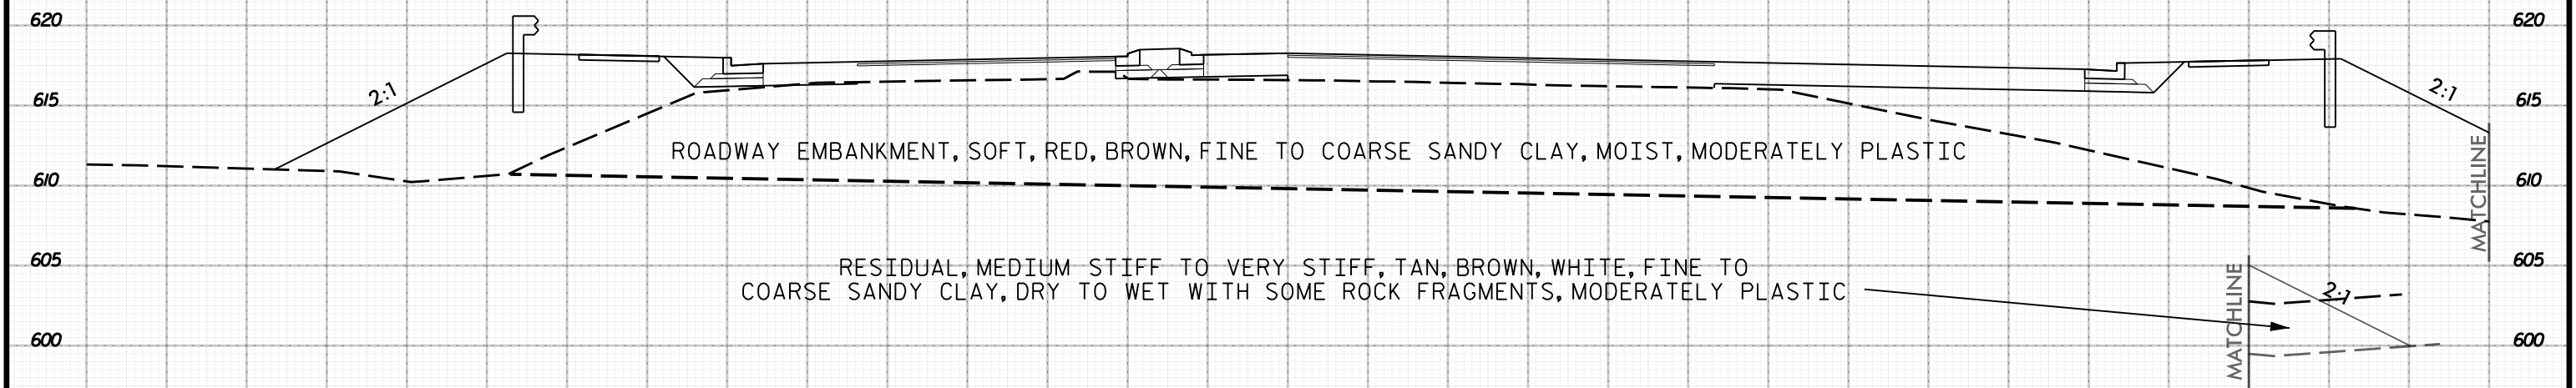 620
620
2:1
2:1
615
615
ROADWAY EMBANKMENT, SOFT, RED, BROWN, FINE TO COARSE SANDY CLAY, MOIST, MODERATELY PLASTIC
MATCHLINE
610
610
605
605
RESIDUAL, MEDIUM STIFF TO VERY STIFF, TAN, BROWN, WHITE, FINE TO
COARSE SANDY CLAY, DRY TO WET WITH SOME ROCK FRAGMENTS, MODERATELY PLASTIC
MATCHLINE
2:1
600
600